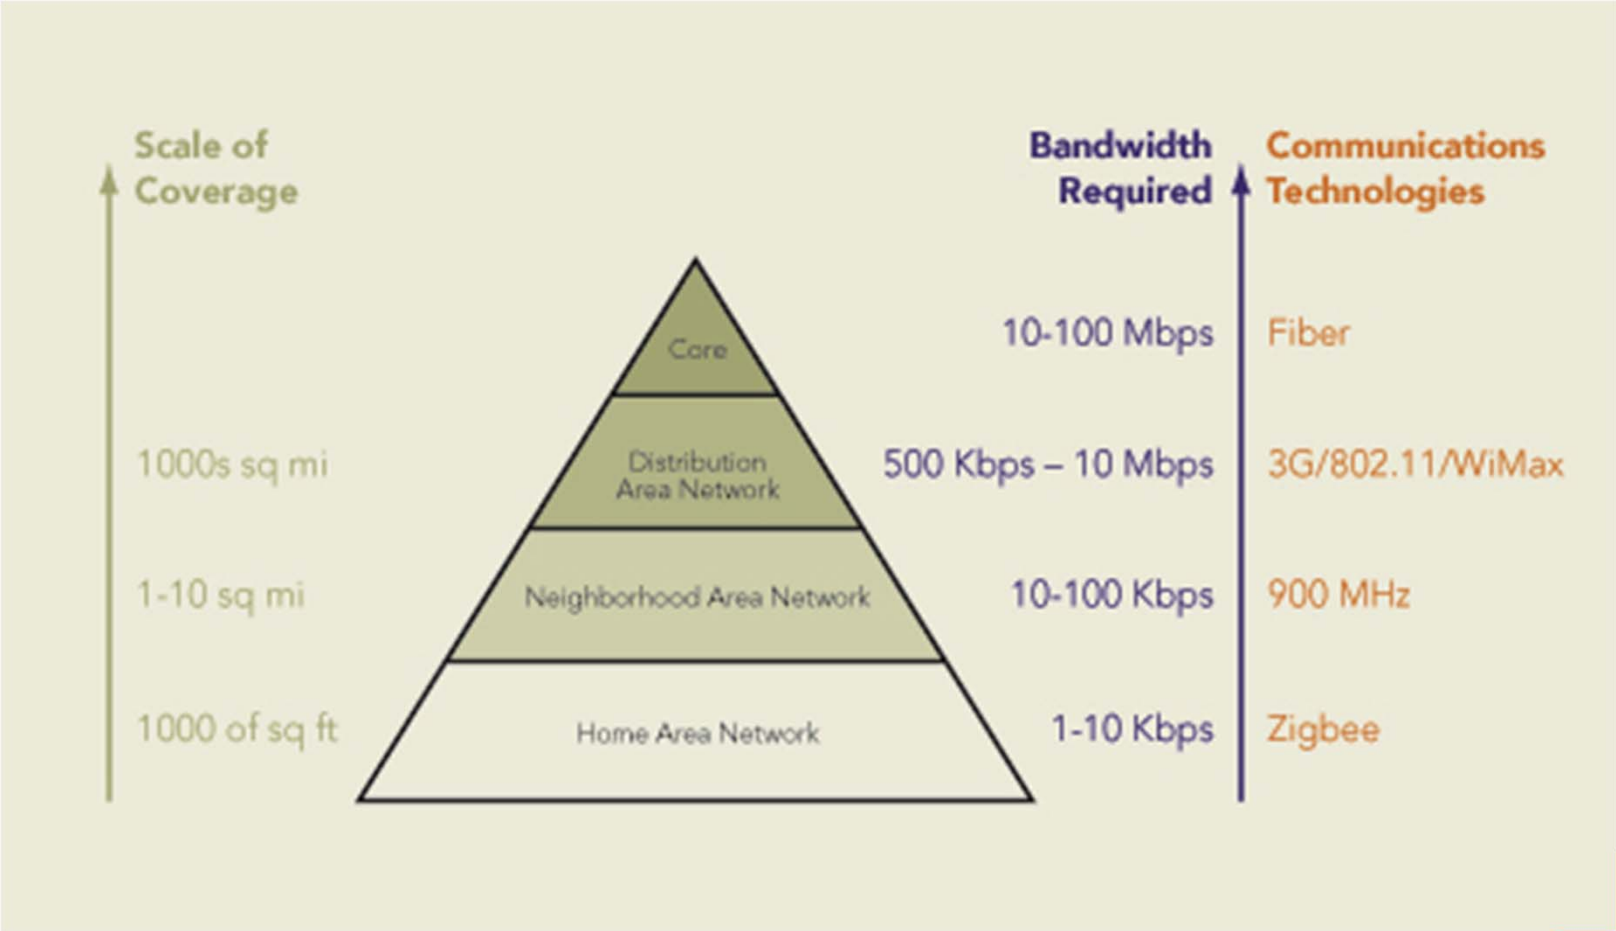 Scale of
Coverage
Bandwidth
Required
Communications
Technologies
Core
10-100 Mbps
Fiber
1000s sq mi
Distribution
Area Network
500 Kbps – 10 Mbps
3G/802.11/WiMax
1-10 sq mi
Neighborhood Area Network
10-100 Kbps
900 MHz
1000 of sq ft
Home Area Network
1-10 Kbps
Zigbee